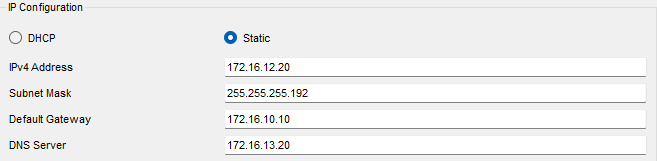 IP Configuration
DHCP Static
IPv4 Address 172.16.12.20
Subnet Mask 255.255.255.192
Default Gateway 172.16.10.10
DNS Server 172.16.13.20